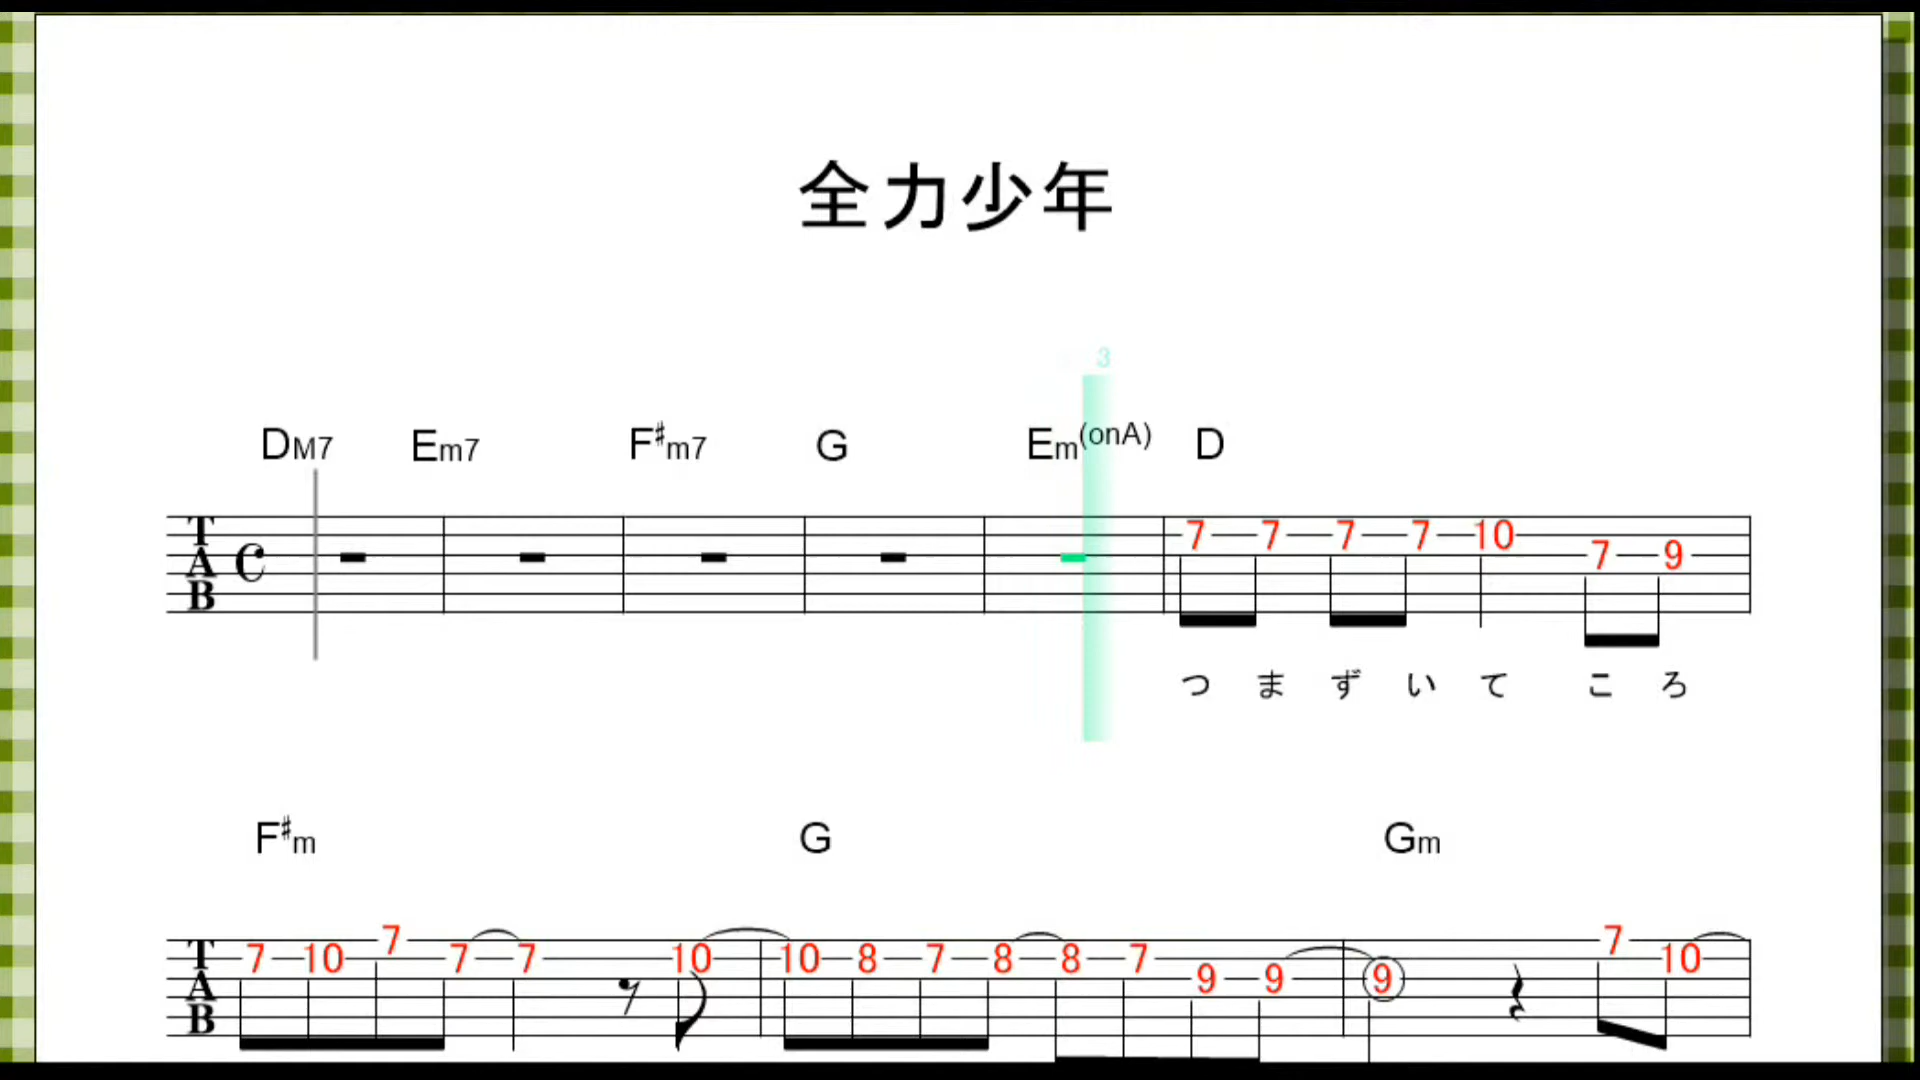 全力少年
3
DM7 Em7 F♯m7 G Em(onA) D
T A B C 7 7 7 7 10 7 9
つ ま ず い て こ ろ
F♯m G Gm
T A B 7 10 7 7 7 10 10 8 7 8 8 7 9 9 9 7 10